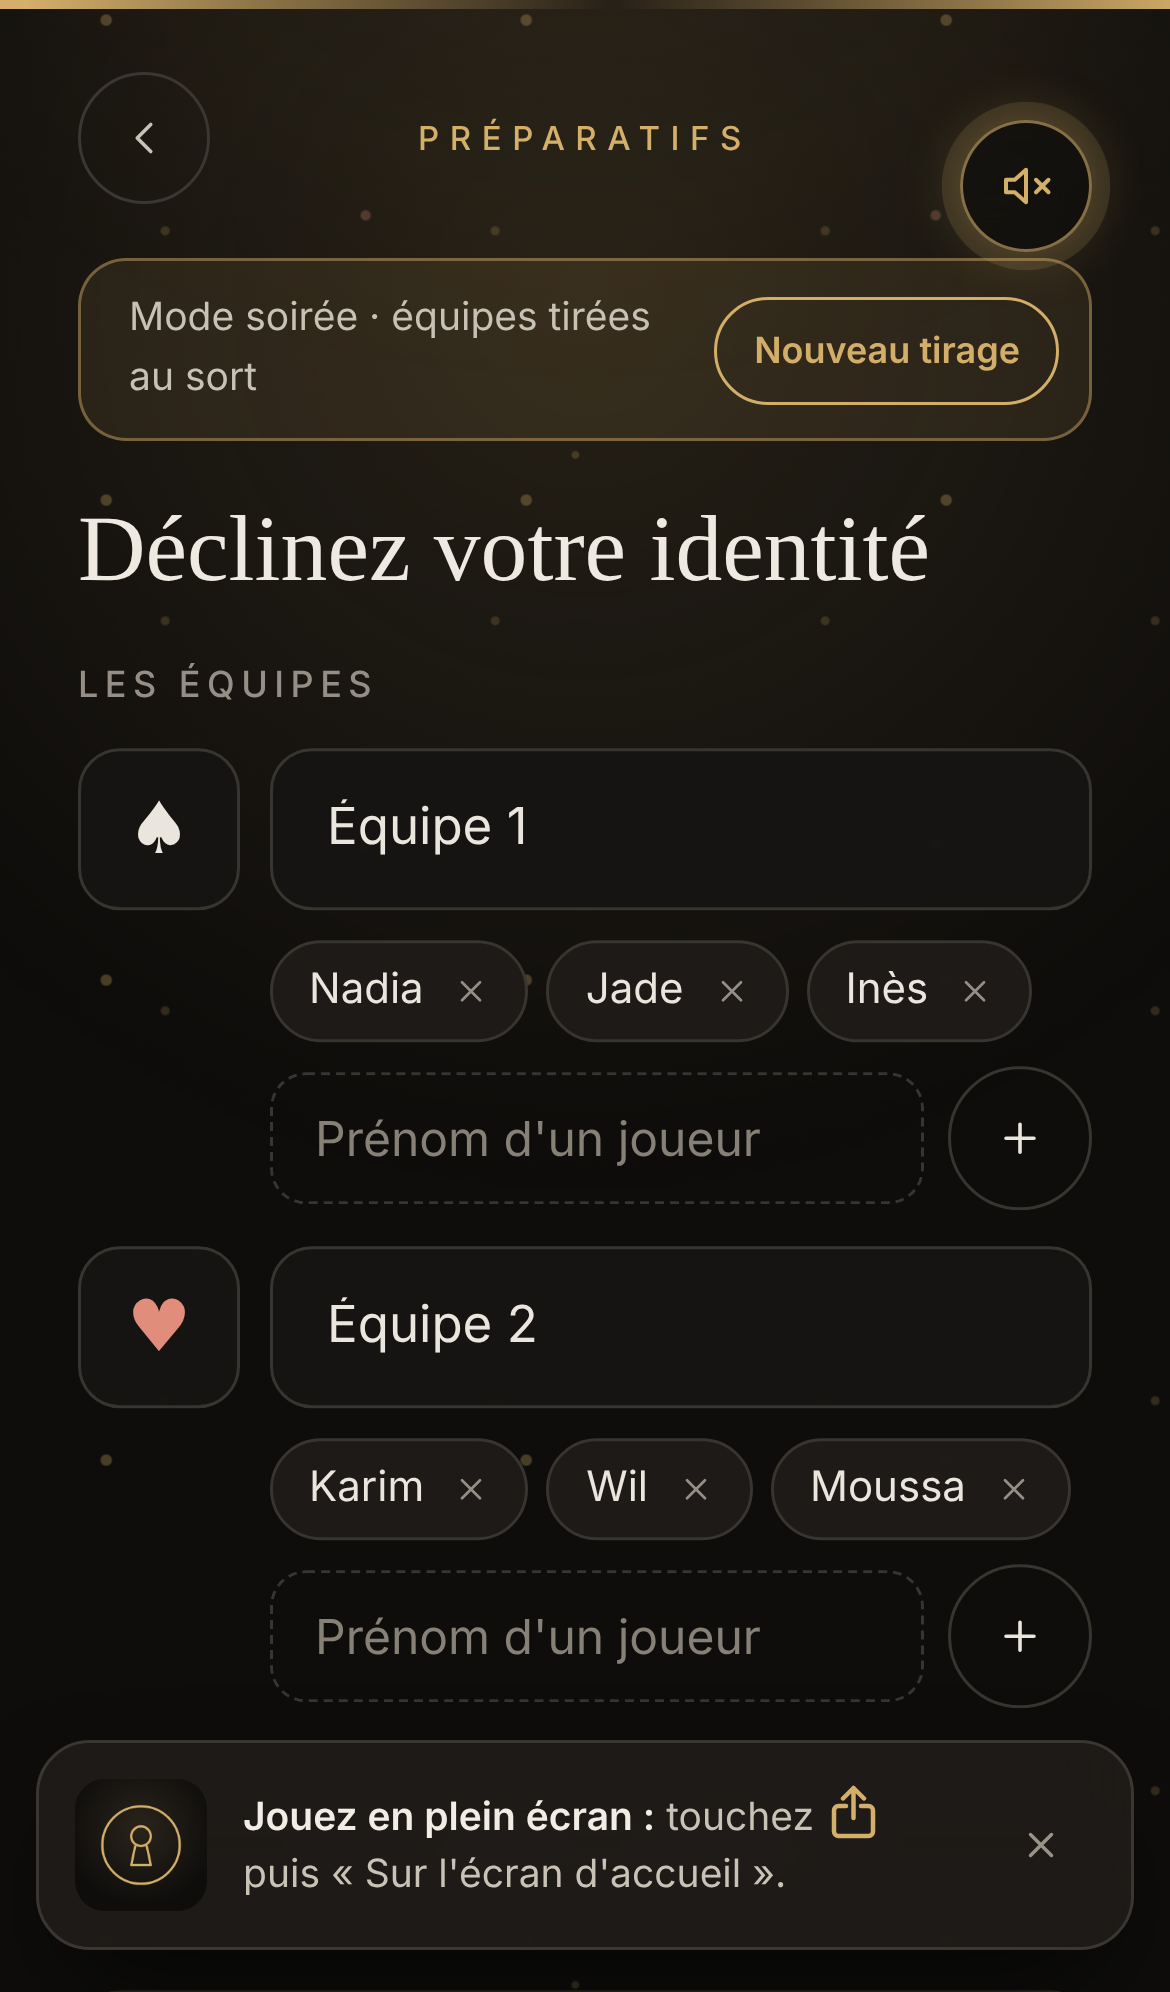 PRÉPARATIFS
Mode soirée · équipes tirées
au sort
Nouveau tirage
Déclinez votre identité
LES ÉQUIPES
Équipe 1
Nadia
Jade
Inès
Prénom d'un joueur
Équipe 2
Karim
Wil
Moussa
Prénom d'un joueur
Jouez en plein écran : touchez
puis « Sur l'écran d'accueil ».